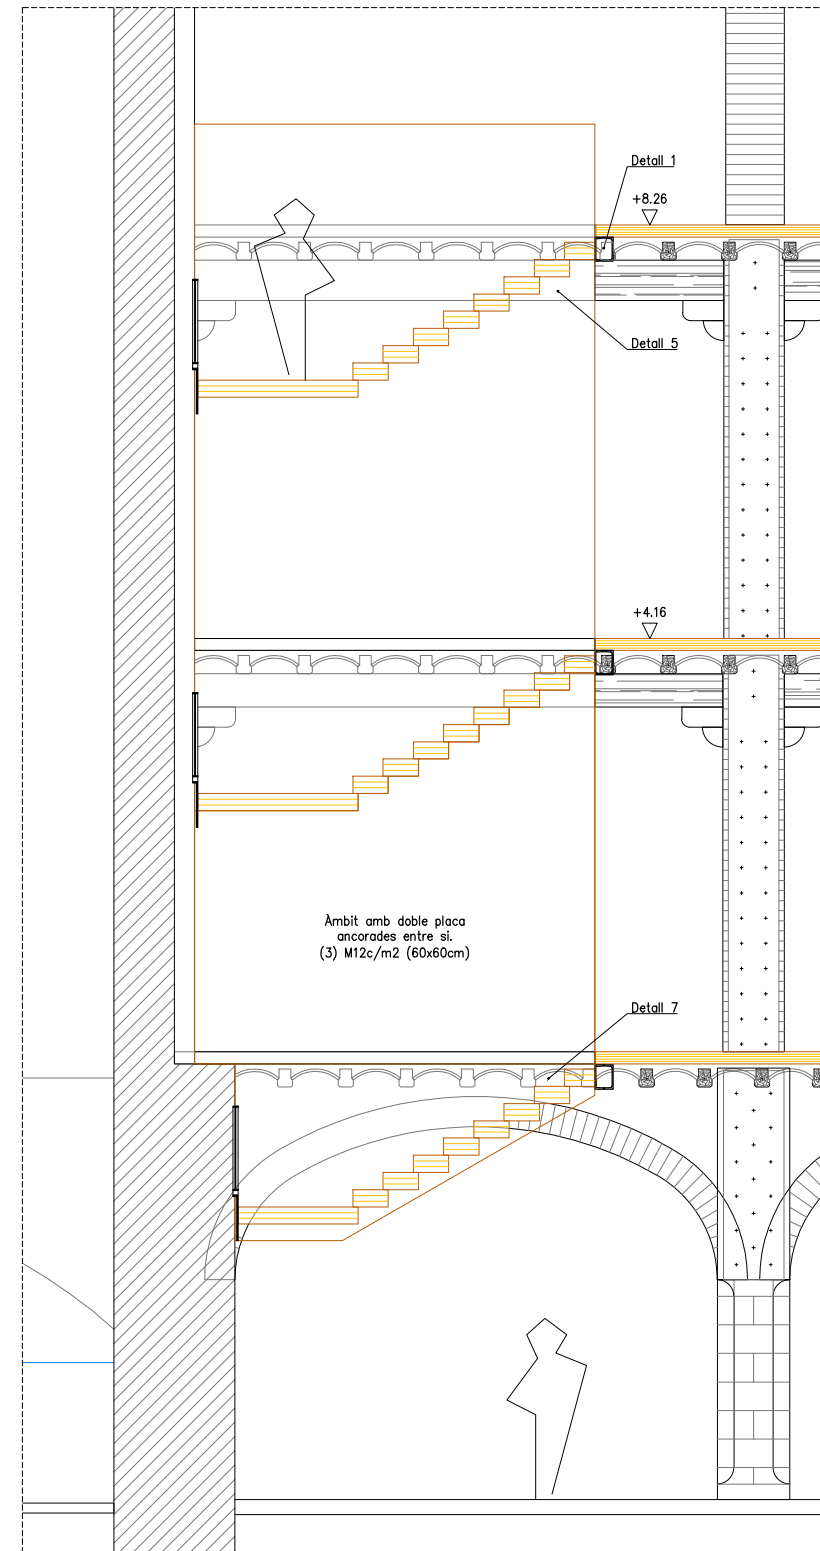 Detall 1
+8.26
Detall 5
+4.16
Àmbit amb doble placa
ancorades entre si.
(3) M12c/m2 (60x60cm)
Detall 7